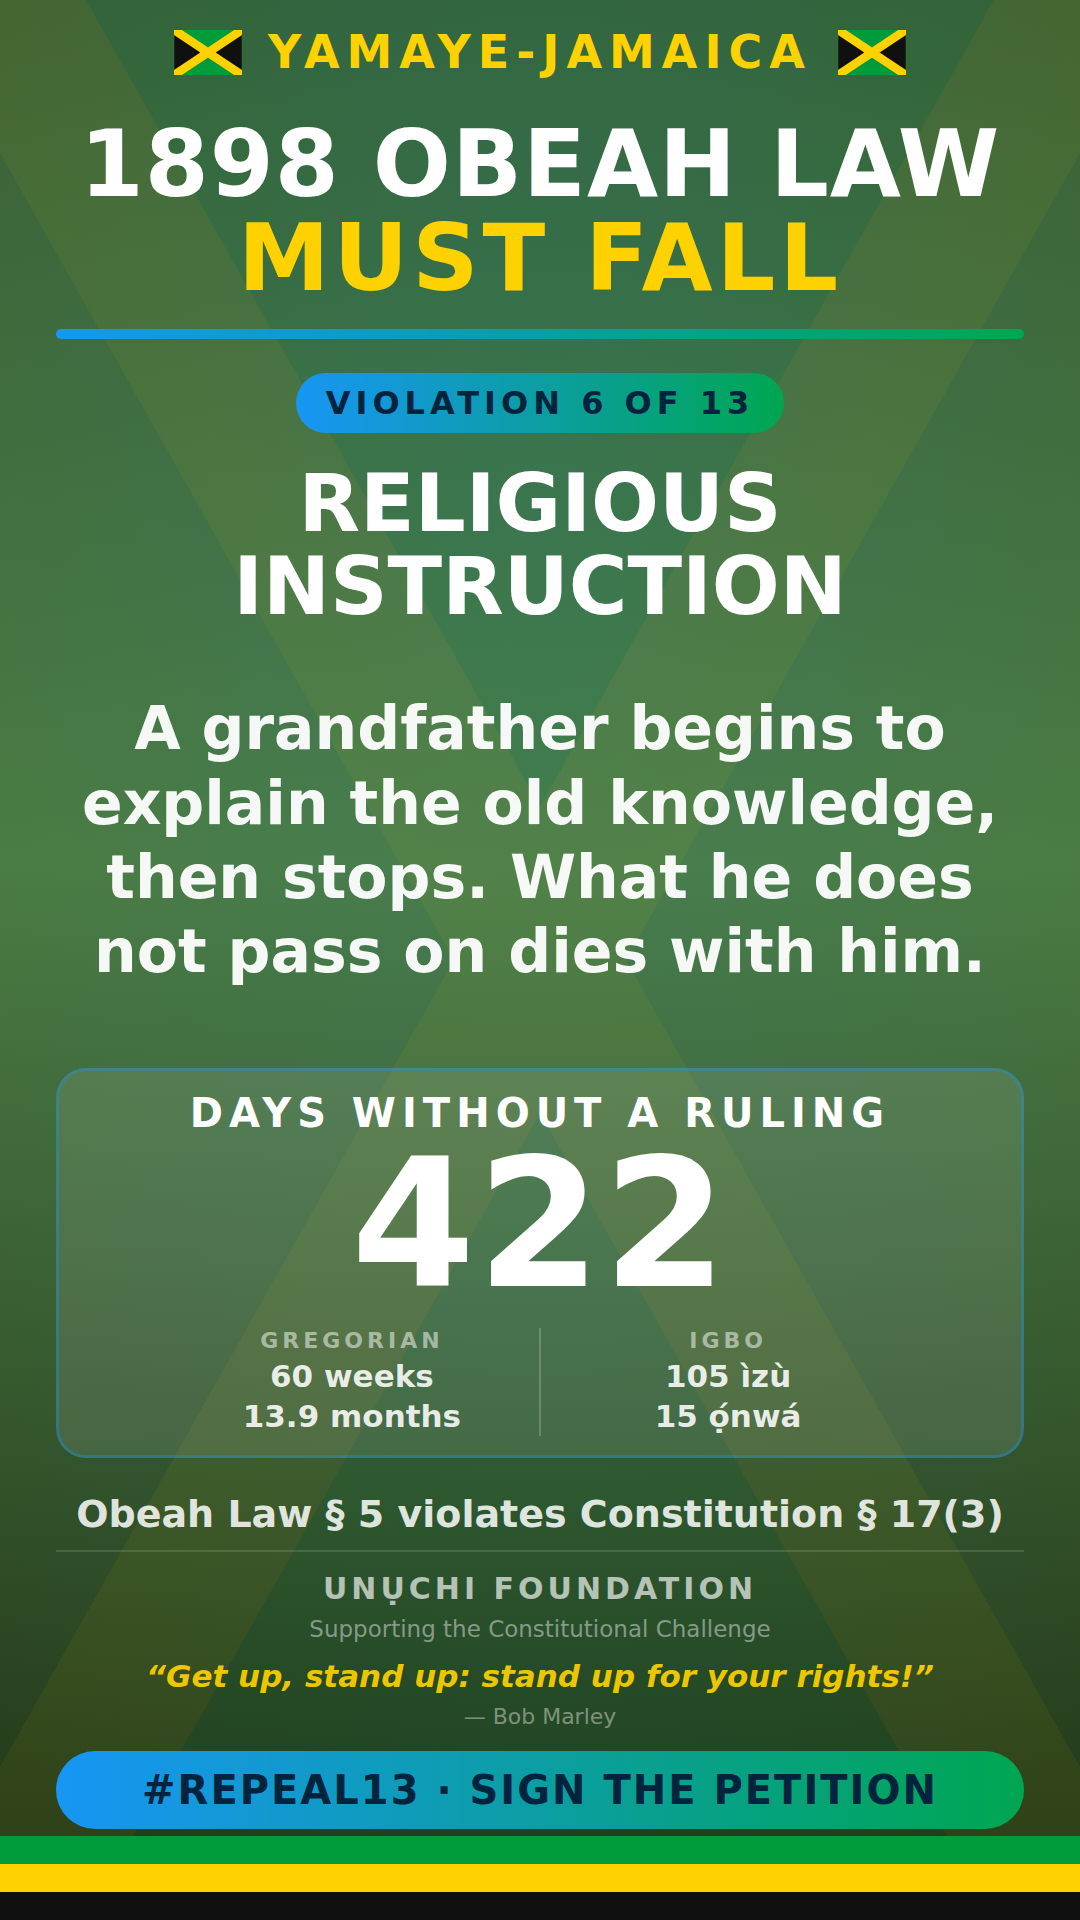 YAMAYE-JAMAICA
1898 OBEAH LAW
MUST FALL
VIOLATION 6 OF 13
RELIGIOUS
INSTRUCTION
A grandfather begins to
explain the old knowledge,
then stops. What he does
not pass on dies with him.
DAYS WITHOUT A RULING
422
GREGORIAN
60 weeks
13.9 months
IGBO
105 ìzù
15 ọ́nwá
Obeah Law § 5 violates Constitution § 17(3)
UNỤCHI FOUNDATION
Supporting the Constitutional Challenge
“Get up, stand up: stand up for your rights!”
— Bob Marley
#REPEAL13 · SIGN THE PETITION